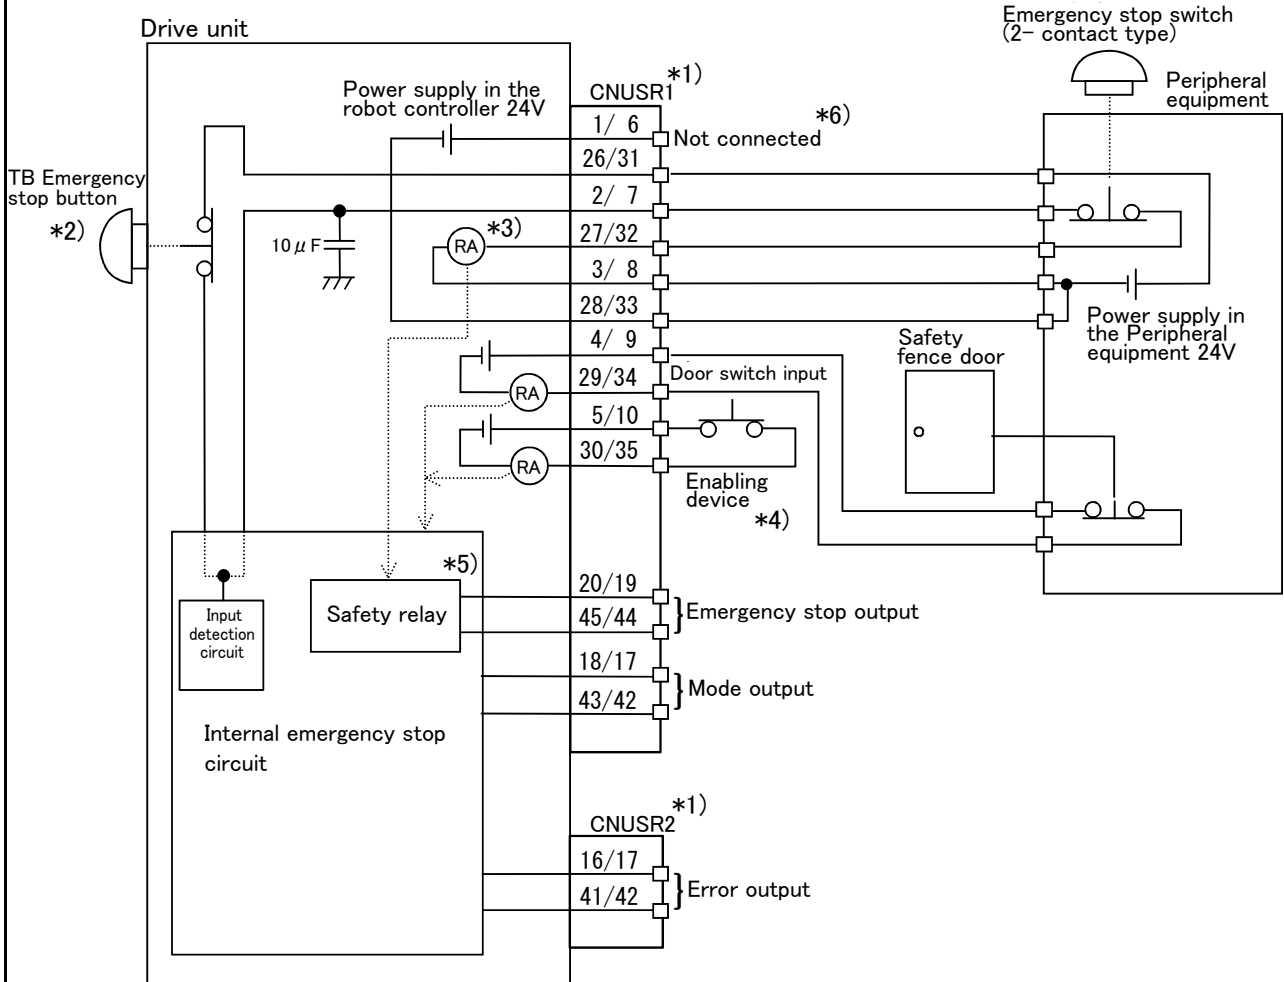 Emergency stop switch
(2- contact type)
Drive unit
Peripheral
equipment
*1)
Power supply in the
robot controller 24V
CNUSR1
*6)
1/ 6
Not connected
26/31
TB Emergency
stop button
2/ 7
*2)
*3)
27/32
10μF
RA
3/ 8
28/33
Power supply in
the Peripheral
equipment 24V
4/ 9
Safety
fence door
29/34
Door switch input
RA
5/10
30/35
RA
Enabling
device
*4)
*5)
20/19
Safety relay
Emergency stop output
45/44
Input
detection
circuit
18/17
Mode output
43/42
Internal emergency stop
circuit
*1)
CNUSR2
16/17
Error output
41/42